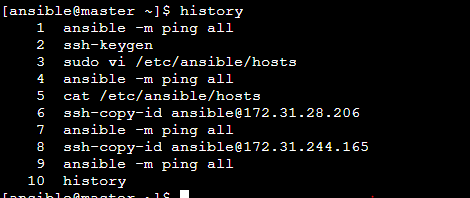 [ansible@master ~]$ history
1 ansible -m ping all
2 ssh-keygen
3 sudo vi /etc/ansible/hosts
4 ansible -m ping all
5 cat /etc/ansible/hosts
6 ssh-copy-id ansible@172.31.28.206
7 ansible -m ping all
8 ssh-copy-id ansible@172.31.244.165
9 ansible -m ping all
10 history
[ansible@master ~]$